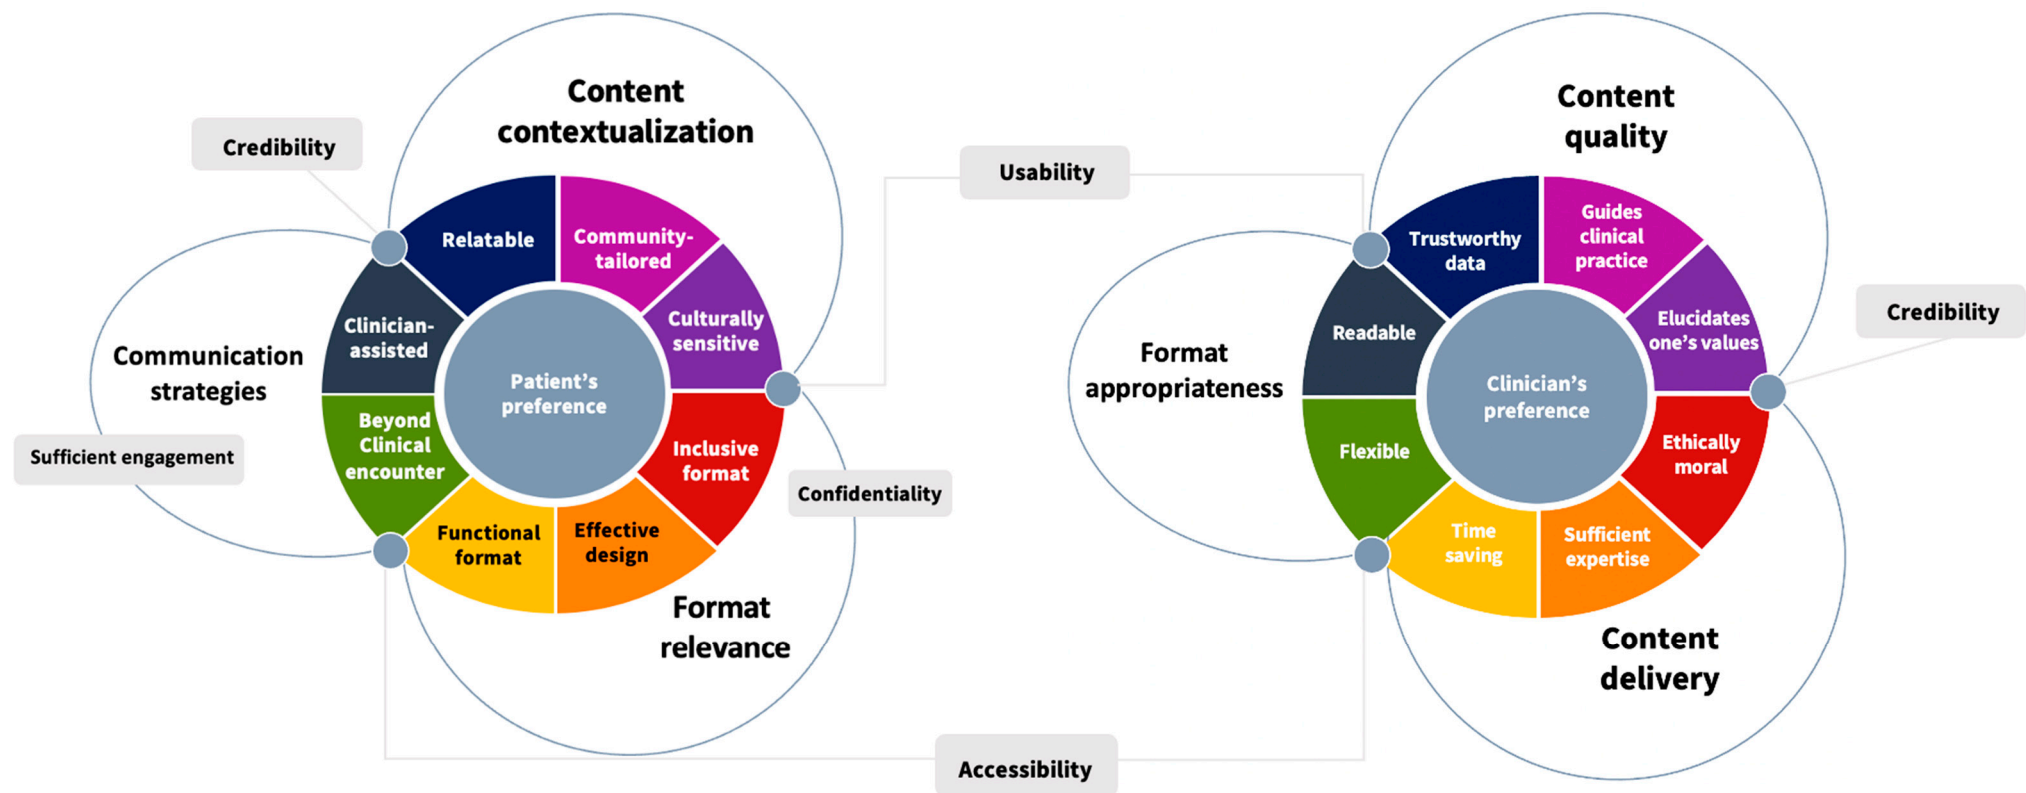 Content
contextualization
Credibility
Relatable
Community-
tailored
Culturally
sensitive
Clinician-
assisted
Communication
strategies
Patient's
preference
Beyond
Clinical
encounter
Inclusive
format
Sufficient engagement
Confidentiality
Functional
format
Effective
design
Format
relevance
Usability
Accessibility
Content
quality
Trustworthy
data
Guides
clinical
practice
Elucidates
one's values
Credibility
Readable
Format
appropriateness
Clinician's
preference
Flexible
Ethically
moral
Time
saving
Sufficient
expertise
Content
delivery